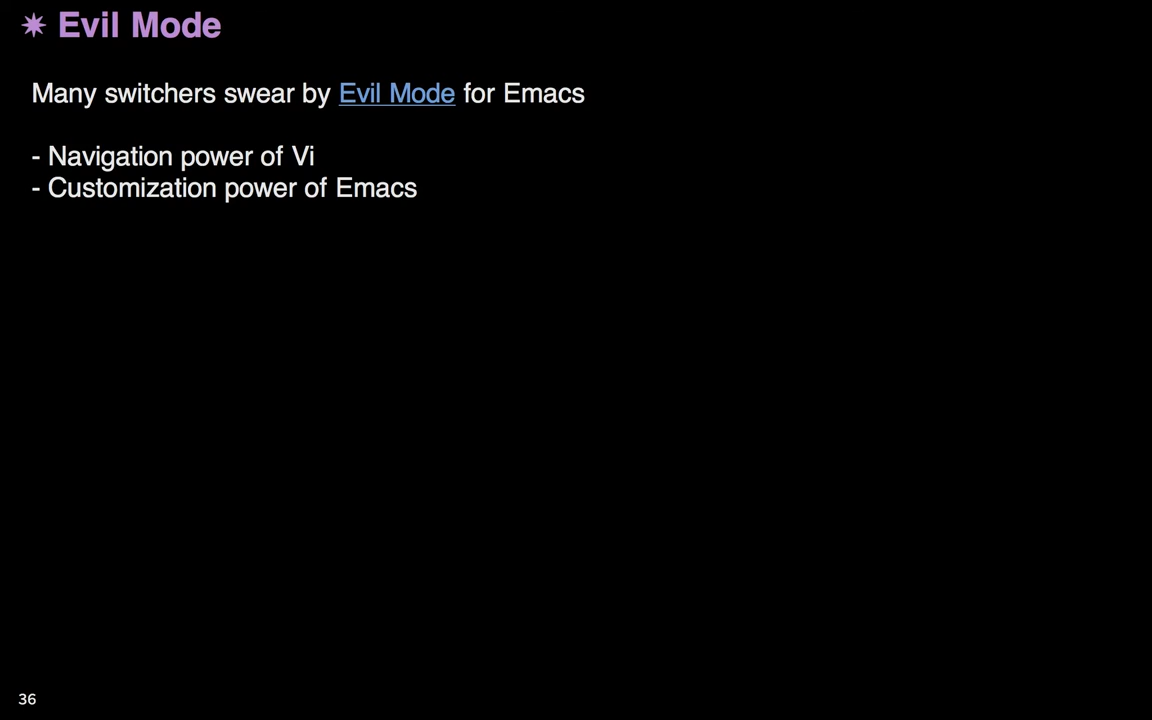 ✷ Evil Mode
Many switchers swear by Evil Mode for Emacs
- Navigation power of Vi
- Customization power of Emacs
36